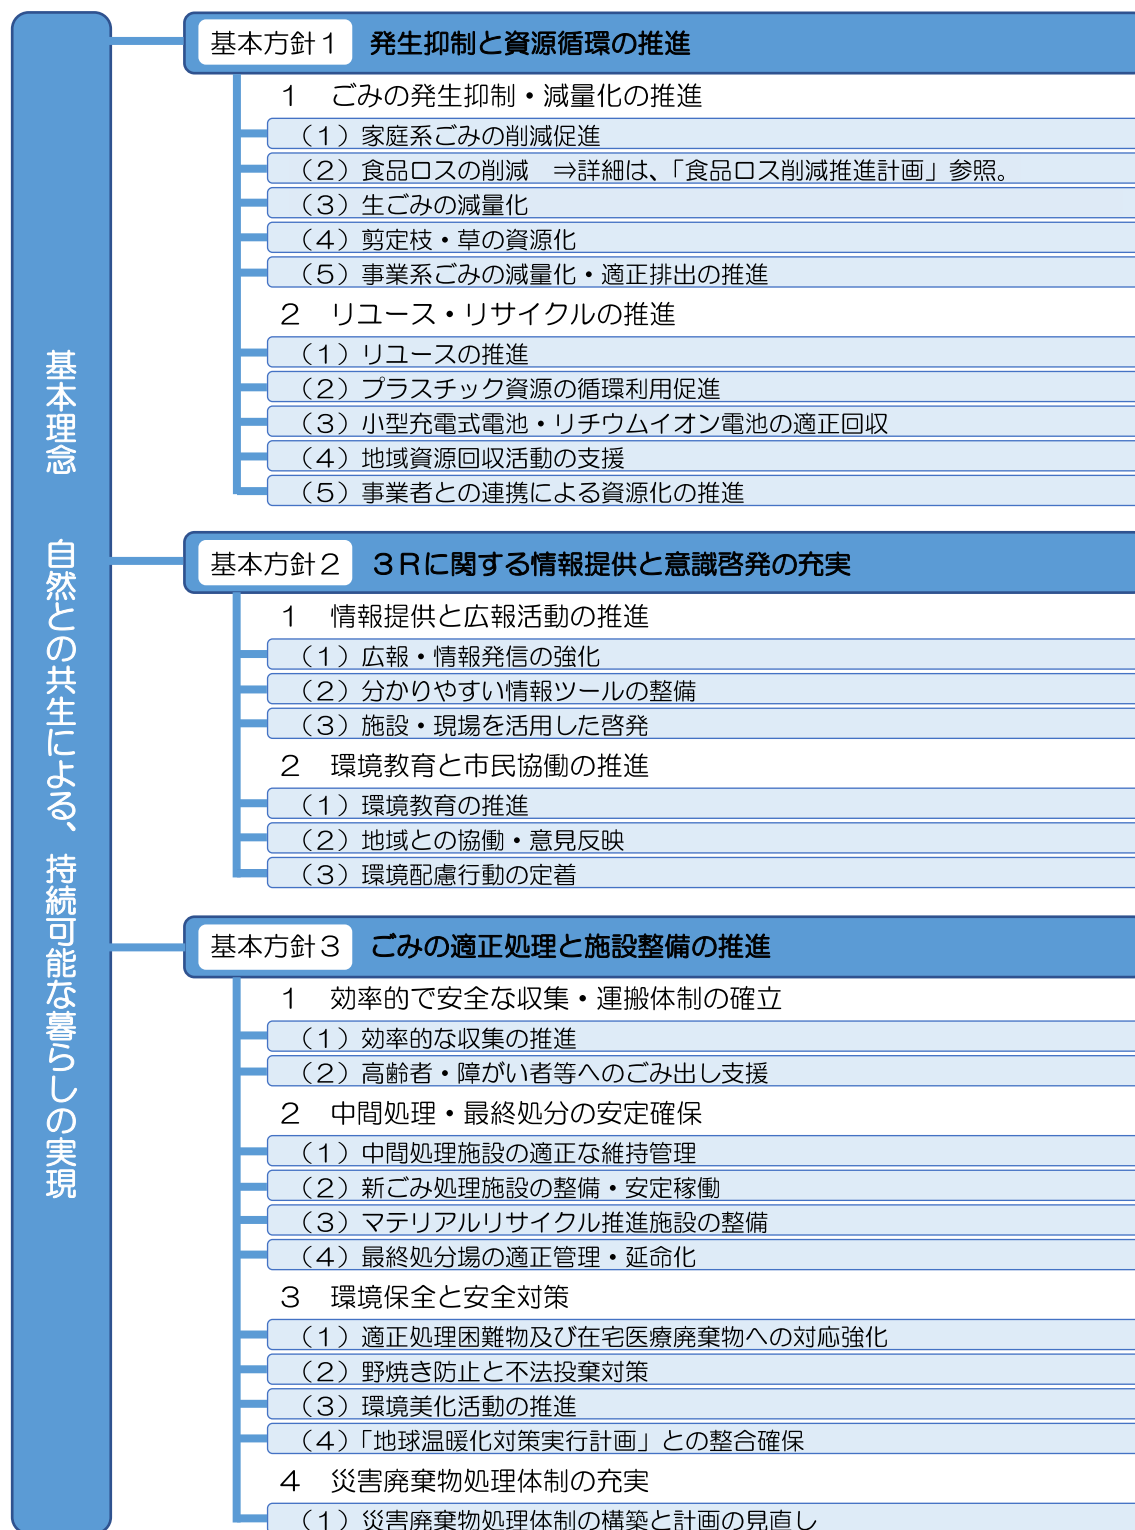 基本理念　自然との共生による、持続可能な暮らしの実現
基本方針１　発生抑制と資源循環の推進
１　ごみの発生抑制・減量化の推進
（１）家庭系ごみの削減促進
（２）食品ロスの削減　⇒詳細は、「食品ロス削減推進計画」参照。
（３）生ごみの減量化
（４）剪定枝・草の資源化
（５）事業系ごみの減量化・適正排出の推進
２　リユース・リサイクルの推進
（１）リユースの推進
（２）プラスチック資源の循環利用促進
（３）小型充電式電池・リチウムイオン電池の適正回収
（４）地域資源回収活動の支援
（５）事業者との連携による資源化の推進
基本方針２　３Ｒに関する情報提供と意識啓発の充実
１　情報提供と広報活動の推進
（１）広報・情報発信の強化
（２）分かりやすい情報ツールの整備
（３）施設・現場を活用した啓発
２　環境教育と市民協働の推進
（１）環境教育の推進
（２）地域との協働・意見反映
（３）環境配慮行動の定着
基本方針３　ごみの適正処理と施設整備の推進
１　効率的で安全な収集・運搬体制の確立
（１）効率的な収集の推進
（２）高齢者・障がい者等へのごみ出し支援
２　中間処理・最終処分の安定確保
（１）中間処理施設の適正な維持管理
（２）新ごみ処理施設の整備・安定稼働
（３）マテリアルリサイクル推進施設の整備
（４）最終処分場の適正管理・延命化
３　環境保全と安全対策
（１）適正処理困難物及び在宅医療廃棄物への対応強化
（２）野焼き防止と不法投棄対策
（３）環境美化活動の推進
（４）「地球温暖化対策実行計画」との整合確保
４　災害廃棄物処理体制の充実
（１）災害廃棄物処理体制の構築と計画の見直し